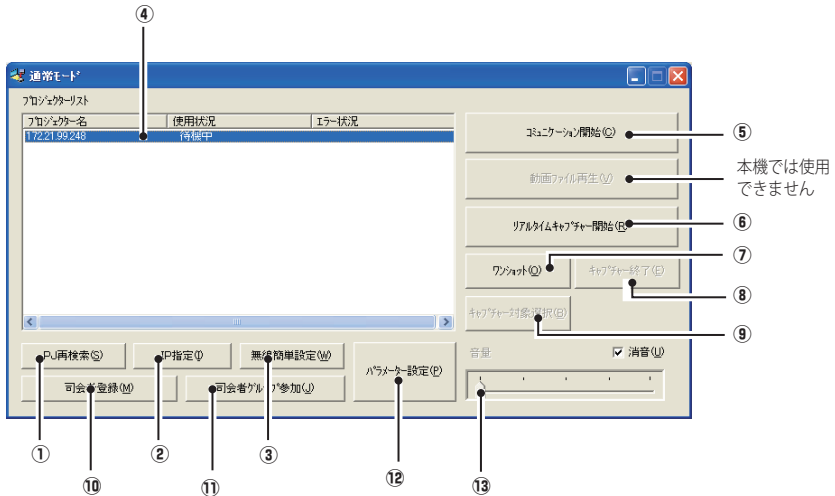 ④
通常モード
プロジェクターリスト
プロジェクター名 使用状況 エラー状況
172.21.99.248 待機中
コミュニケーション開始(C)
⑤
動画ファイル再生(V)
本機では使用
できません
リアルタイムキャプチャー開始(R
⑥
ワンショット(O)
⑦
キャプチャー終了(E)
⑧
キャプチャー対象選択(B)
⑨
PJ再検索(S)
IP指定(I)
無線簡単設定(W)
パラメーター設定(P)
音量
消音(U)
司会者登録(M)
司会者グループ参加(J)
① ② ③
⑩ ⑪ ⑫ ⑬